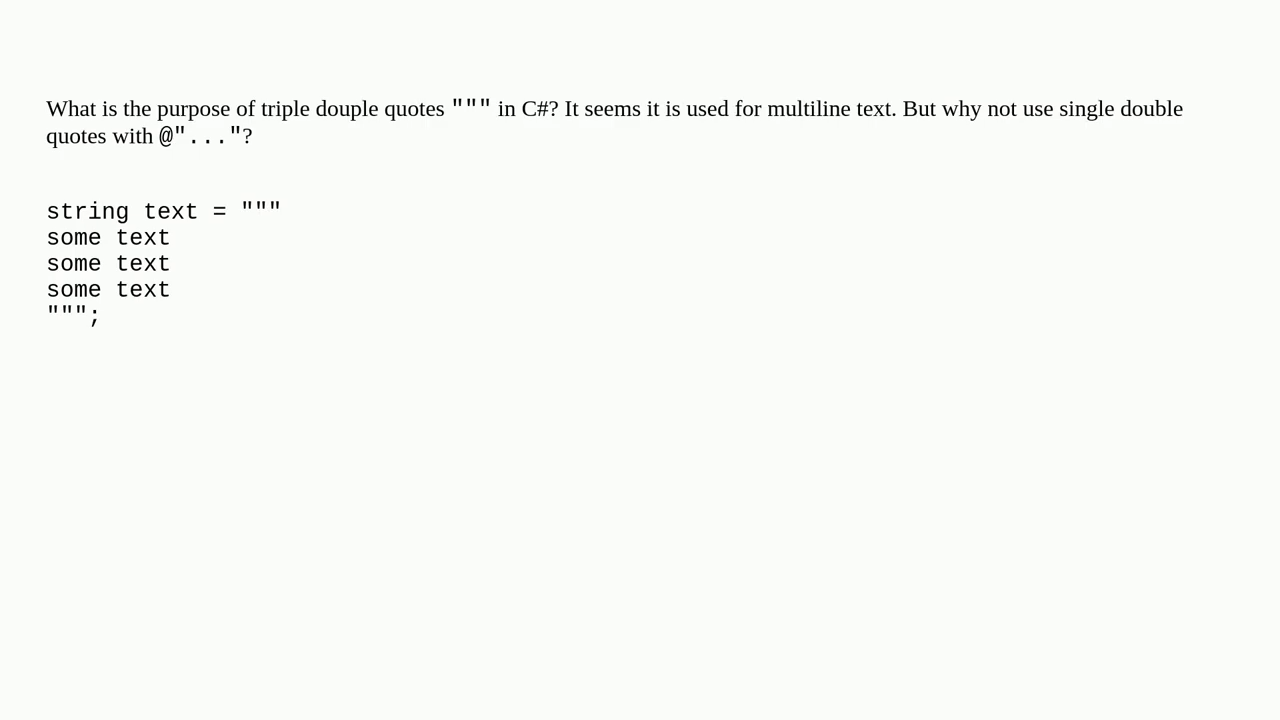 What is the purpose of triple douple quotes """ in C#? It seems it is used for multiline text. But why not use single double
quotes with @"..."?
string text = """
some text
some text
some text
""";